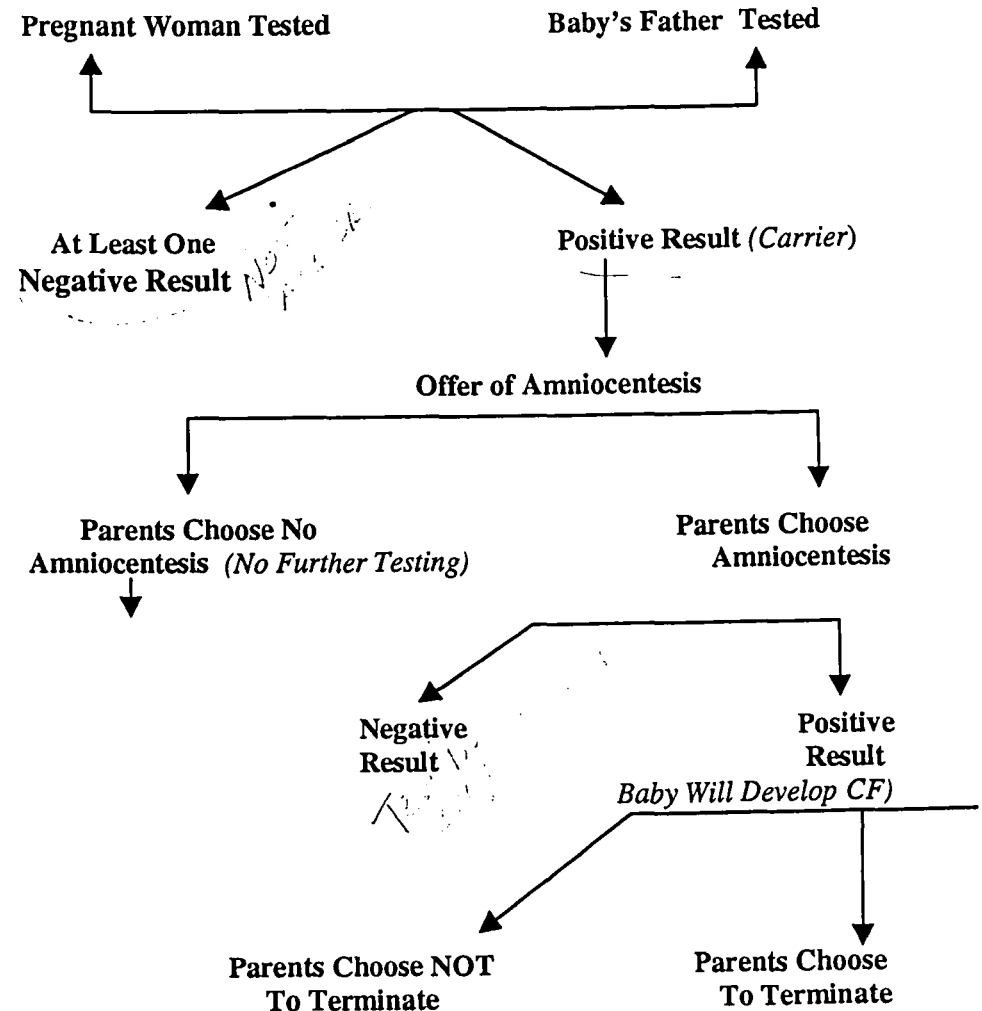 Pregnant Woman Tested
Baby's Father Tested
At Least One
Negative Result
Positive Result (Carrier)
Offer of Amniocentesis
Parents Choose No
Amniocentesis (No Further Testing)
Parents Choose
Amniocentesis
Negative
Result
Positive
Result
Baby Will Develop CF)
Parents Choose NOT
To Terminate
Parents Choose
To Terminate